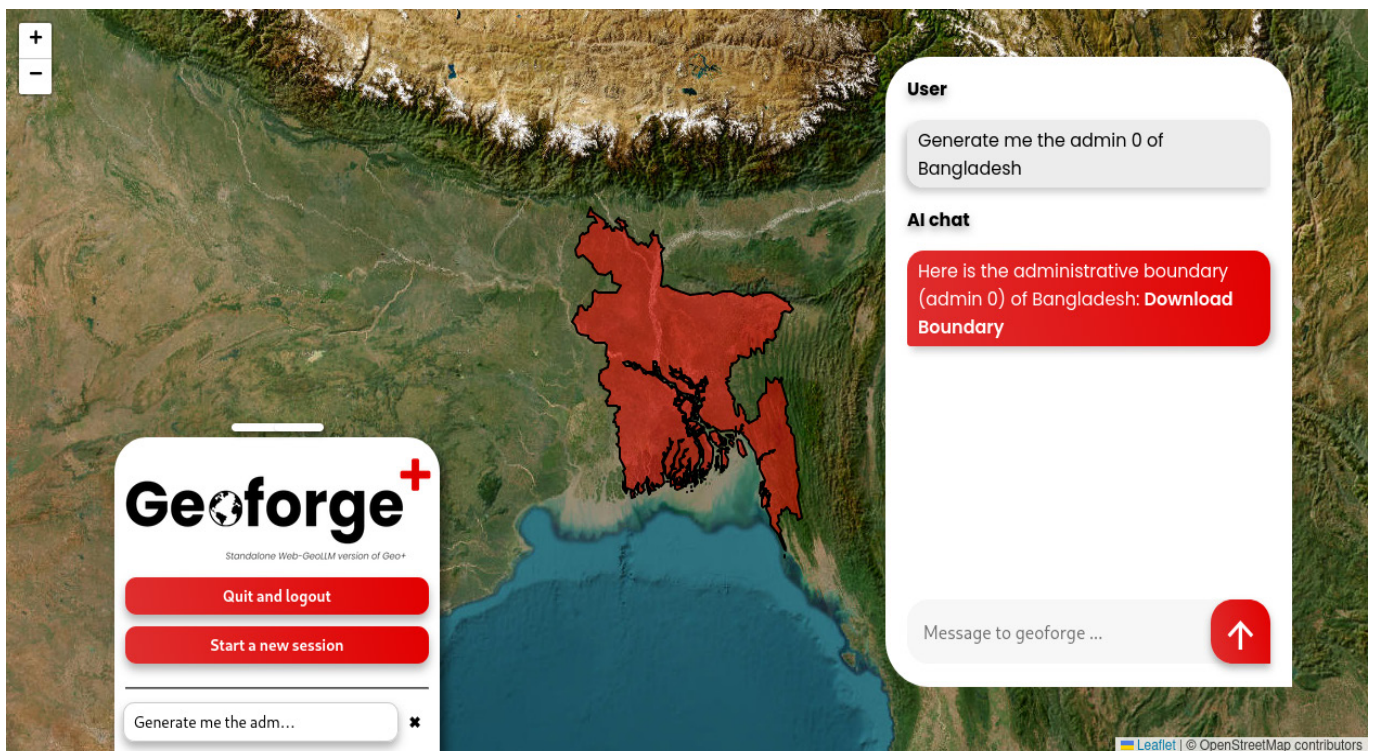 +
−
User
Generate me the admin 0 of
Bangladesh
AI chat
Here is the administrative boundary
(admin 0) of Bangladesh: Download
Boundary
Message to geoforge ...
Geoforge+
Standalone Web-GeoLLM version of Geo+
Quit and logout
Start a new session
Generate me the adm... ✖
Leaflet | © OpenStreetMap contributors